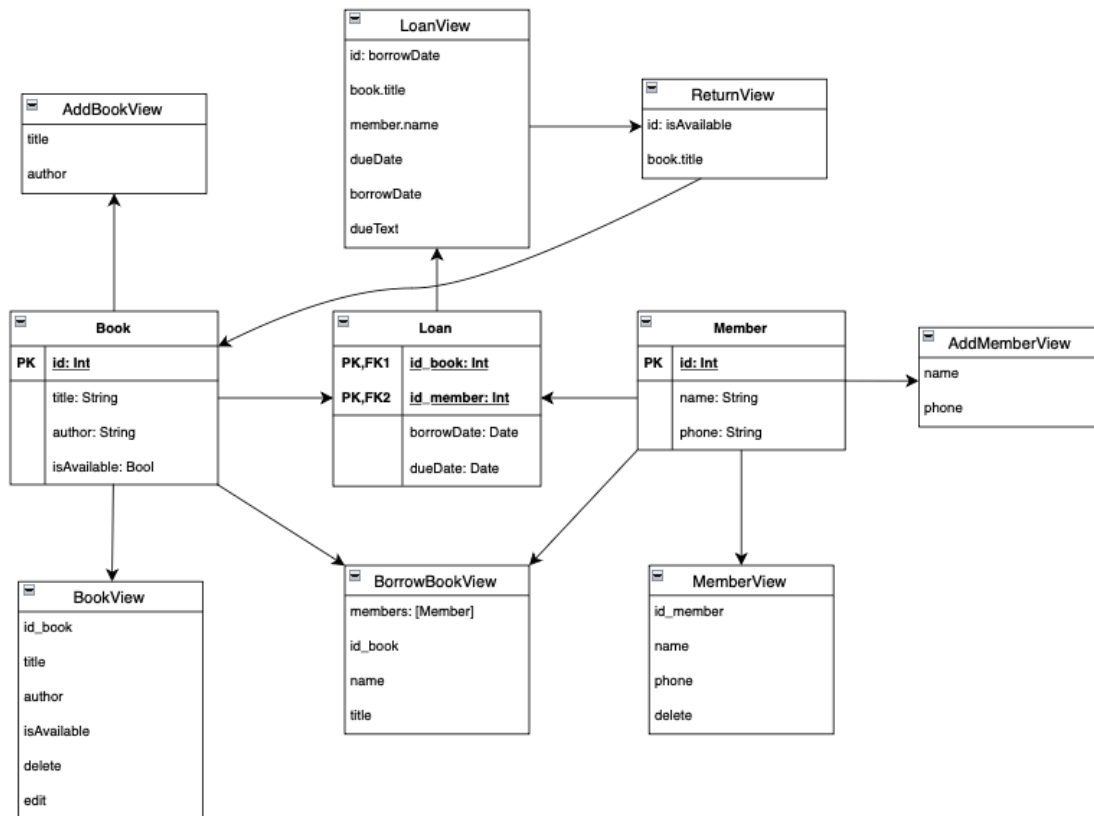 LoanView
id: borrowDate
book.title
member.name
dueDate
borrowDate
dueText
ReturnView
id: isAvailable
book.title
AddBookView
title
author
Book
PK id: Int
title: String
author: String
isAvailable: Bool
Loan
PK,FK1 id_book: Int
PK,FK2 id_member: Int
borrowDate: Date
dueDate: Date
Member
PK id: Int
name: String
phone: String
AddMemberView
name
phone
BookView
id_book
title
author
isAvailable
delete
edit
BorrowBookView
members: [Member]
id_book
name
title
MemberView
id_member
name
phone
delete